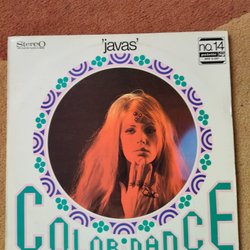 Stereo
'javas'
no. 14
COLOR•DANCE